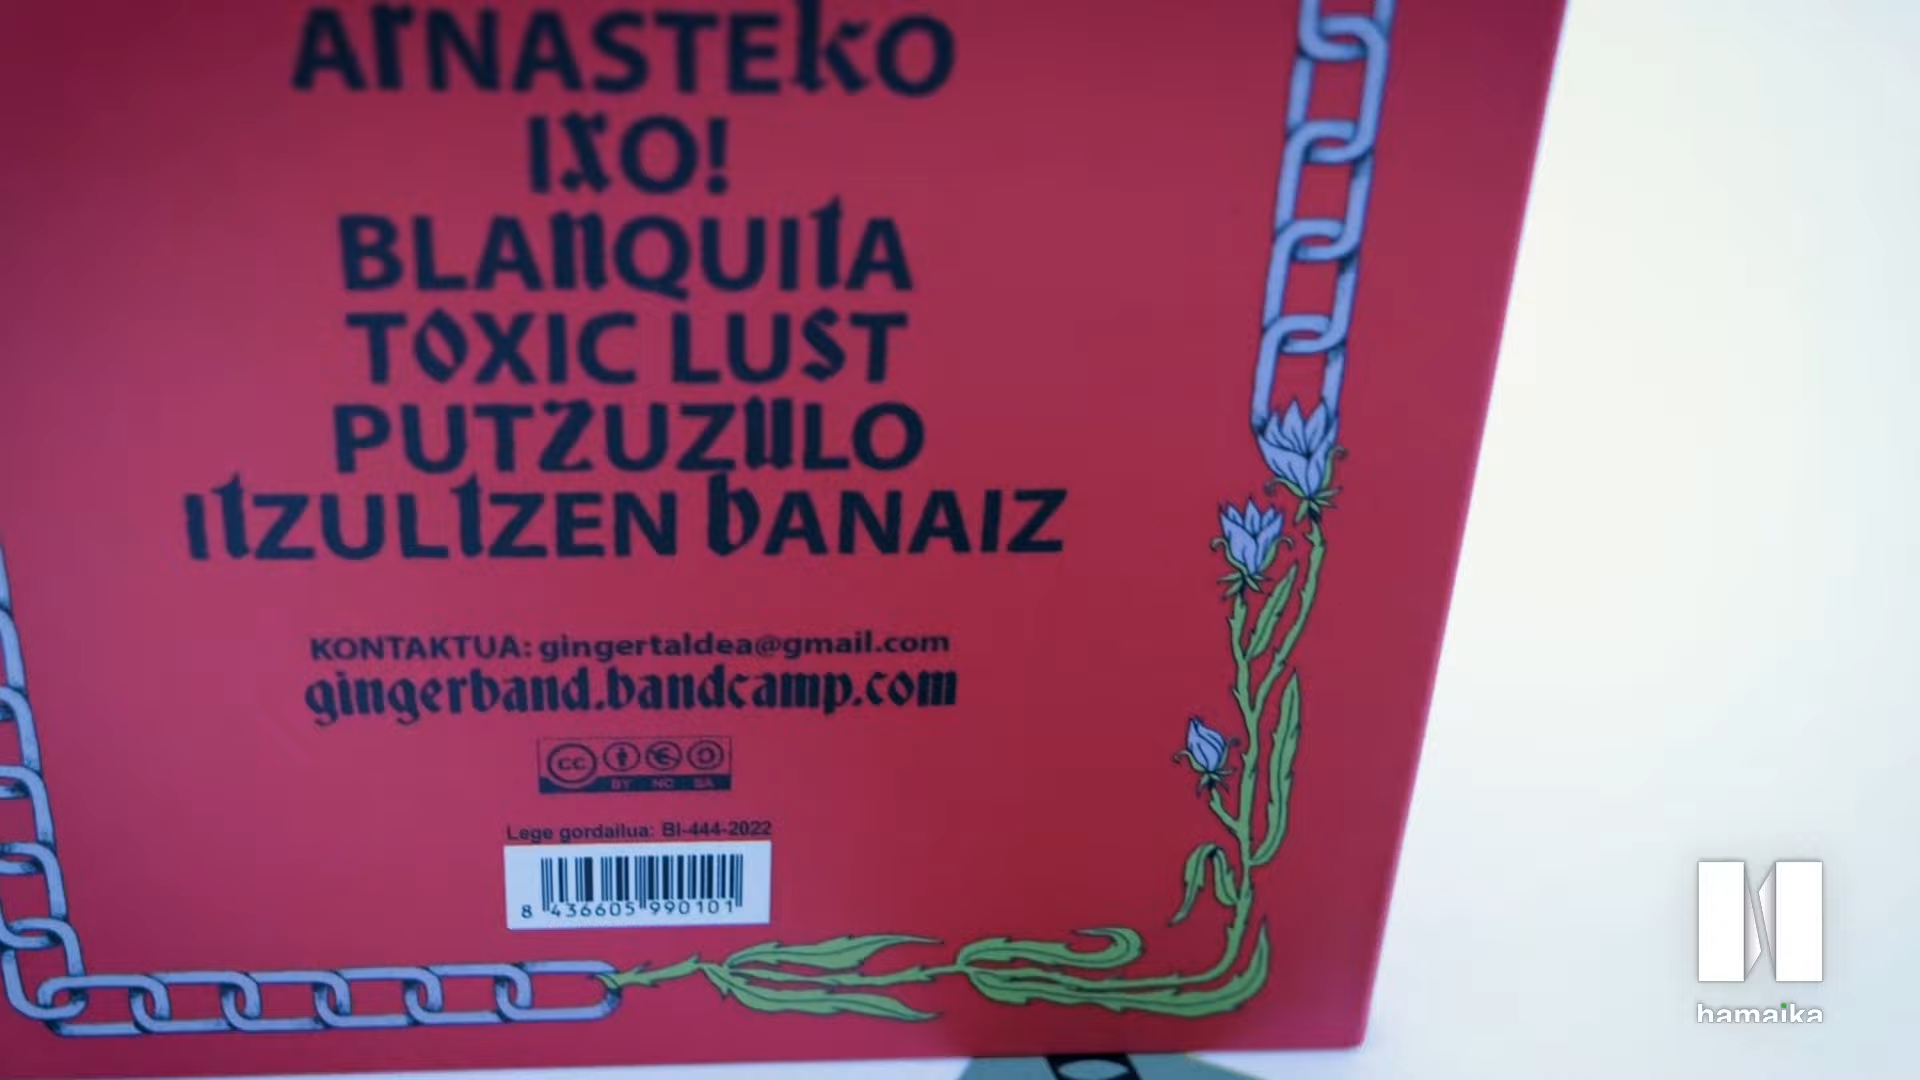 ARNASTEKO
IXO!
BLANQUITA
TOXIC LUST
PUTZUZULO
ITZULTZEN BANAIZ
KONTAKTUA: gingertaldea@gmail.com
gingerband.bandcamp.com
CC BY NC SA
Lege gordailua: BI-444-2022
8 436605 990101
hamaika